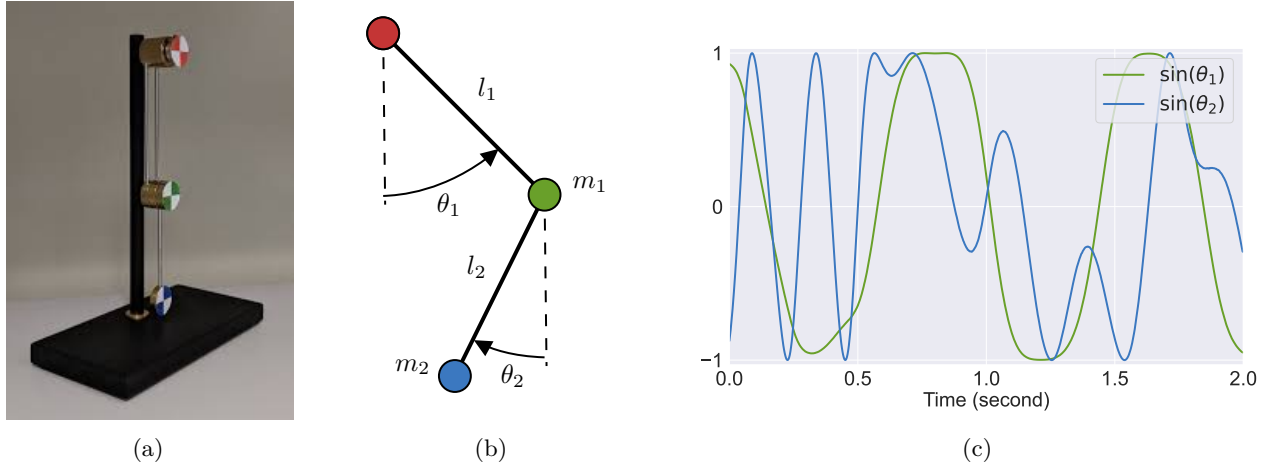 l₁
m₁
θ₁
l₂
m₂
θ₂
1
0
−1
sin(θ₁)
sin(θ₂)
0.0 0.5 1.0 1.5 2.0
Time (second)
(a) (b) (c)